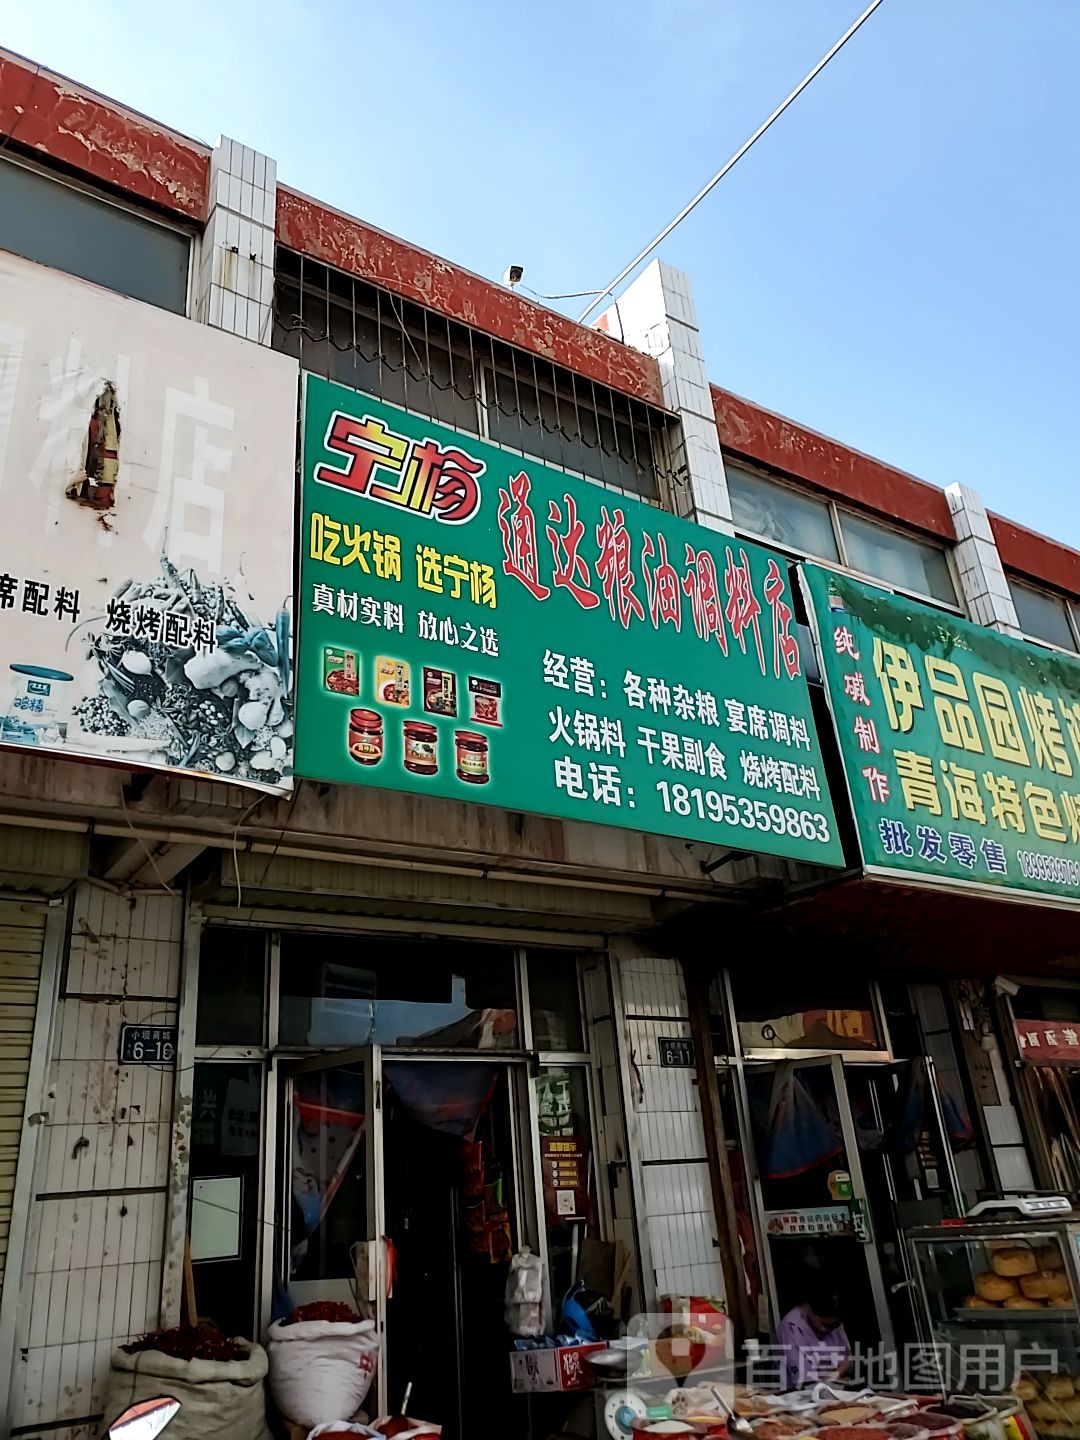 料店
席配料 烧烤配料
宁杨
吃火锅 选宁杨
真材实料 放心之选
通达粮油调料店
经营：各种杂粮 宴席调料
火锅料 干果副食 烧烤配料
电话：18195359863
纯碱制作
伊品园烤
青海特色
批发零售
小坝商城
6-10
6-11
百度地图用户